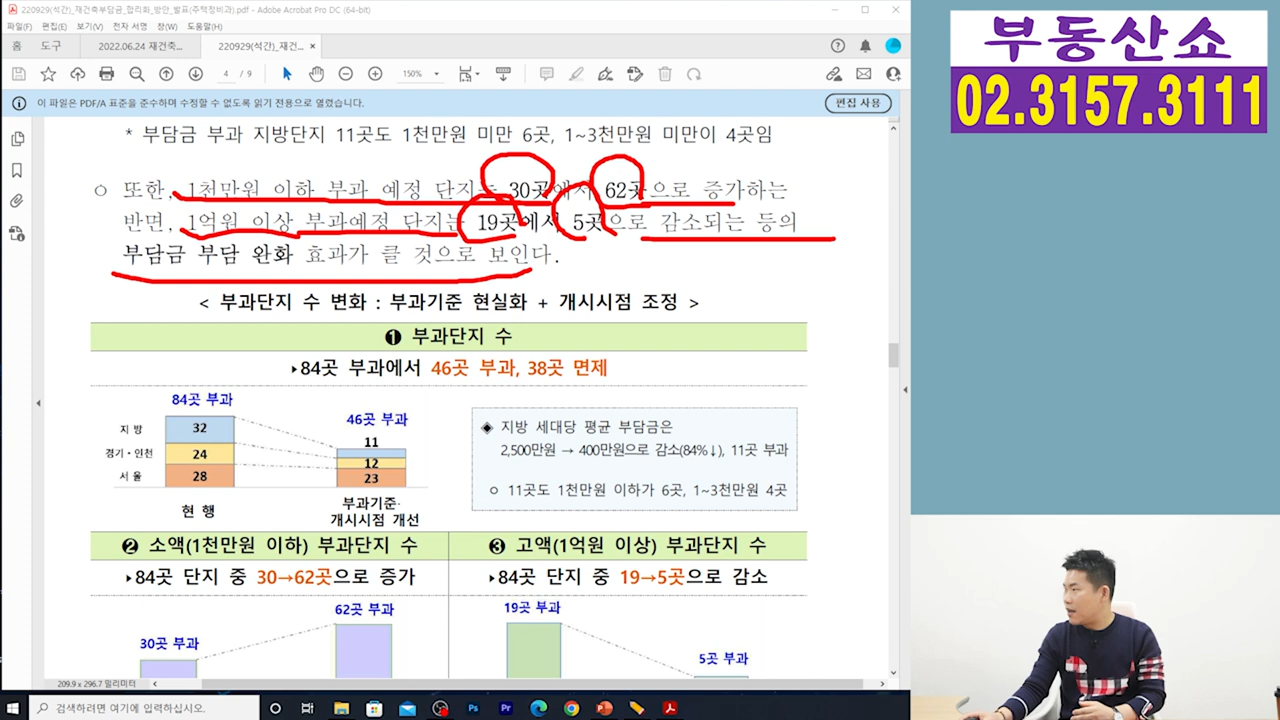 220929(석간)_재건축부담금_합리화_방안_발표(주택정비과).pdf - Adobe Acrobat Pro DC (64-bit)
파일(F) 편집(E) 보기(V) 전자 서명 창(W) 도움말(H)
홈 도구 2022.06.24 재건축... 220929(석간)_재건... ×
4 / 9 150%
이 파일은 PDF/A 표준을 준수하며 수정할 수 없도록 읽기 전용으로 열렸습니다. 편집 사용
부동산쇼
02.3157.3111
* 부담금 부과 지방단지 11곳도 1천만원 미만 6곳, 1~3천만원 미만이 4곳임
ㅇ 또한, 1천만원 이하 부과 예정 단지는 30곳에서 62곳으로 증가하는
반면, 1억원 이상 부과예정 단지는 19곳에서 5곳으로 감소되는 등의
부담금 부담 완화 효과가 클 것으로 보인다.
< 부과단지 수 변화 : 부과기준 현실화 + 개시시점 조정 >
❶ 부과단지 수
▸84곳 부과에서 46곳 부과, 38곳 면제
84곳 부과
46곳 부과
지 방 32 11
경기·인천 24 12
서 울 28 23
현 행
부과기준·
개시시점 개선
◈ 지방 세대당 평균 부담금은
2,500만원 → 400만원으로 감소(84%↓), 11곳 부과
ㅇ 11곳도 1천만원 이하가 6곳, 1~3천만원 4곳
❷ 소액(1천만원 이하) 부과단지 수
▸84곳 단지 중 30→62곳으로 증가
30곳 부과
62곳 부과
❸ 고액(1억원 이상) 부과단지 수
▸84곳 단지 중 19→5곳으로 감소
19곳 부과
5곳 부과
209.9 x 296.7 밀리미터
검색하려면 여기에 입력하십시오.
Ps
Pr